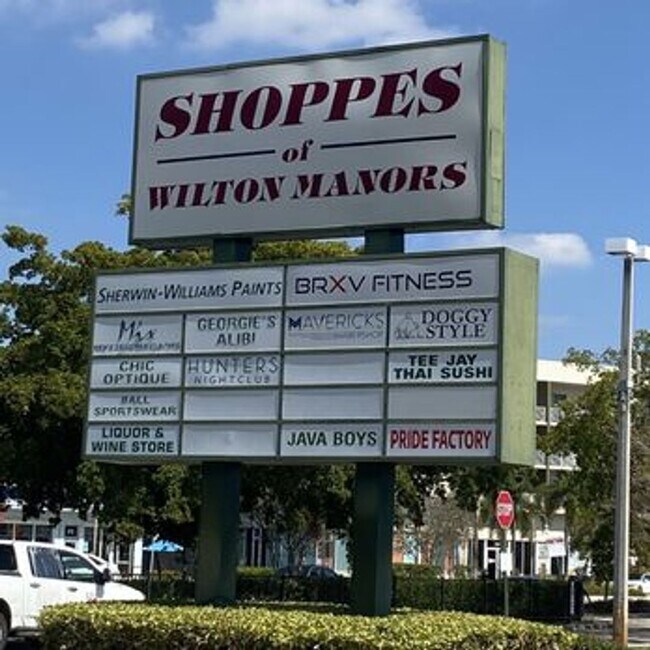 SHOPPES
of
WILTON MANORS
SHERWIN-WILLIAMS PAINTS
BRXV FITNESS
Mix
GEORGIE'S
ALIBI
MAVERICKS
DOGGY
STYLE
CHIC
OPTIQUE
HUNTERS
NIGHTCLUB
TEE JAY
THAI SUSHI
BALL
SPORTSWEAR
LIQUOR &
WINE STORE
JAVA BOYS
PRIDE FACTORY
STOP